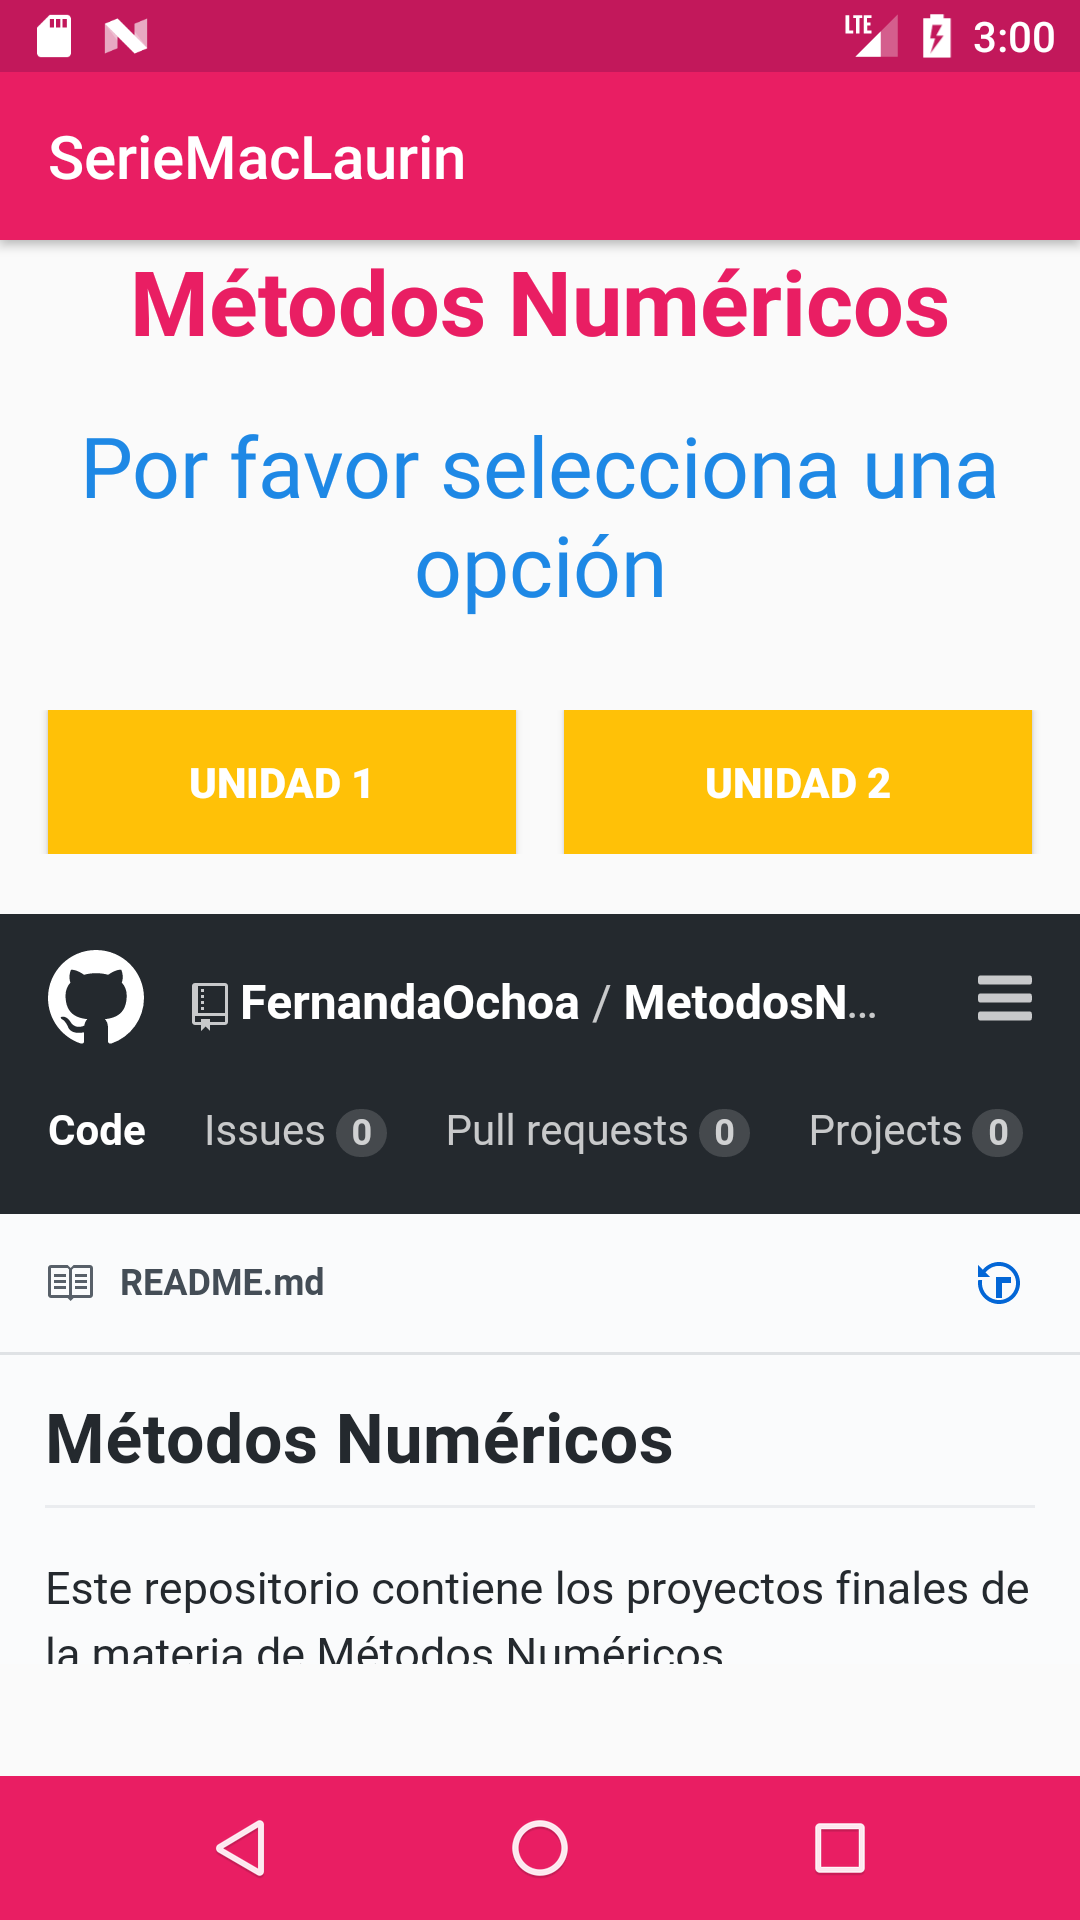 LTE 3:00
SerieMacLaurin
Métodos Numéricos
Por favor selecciona una
opción
UNIDAD 1 UNIDAD 2
FernandaOchoa / MetodosN...
Code Issues 0 Pull requests 0 Projects 0
README.md
Métodos Numéricos
Este repositorio contiene los proyectos finales de
la materia de Métodos Numéricos